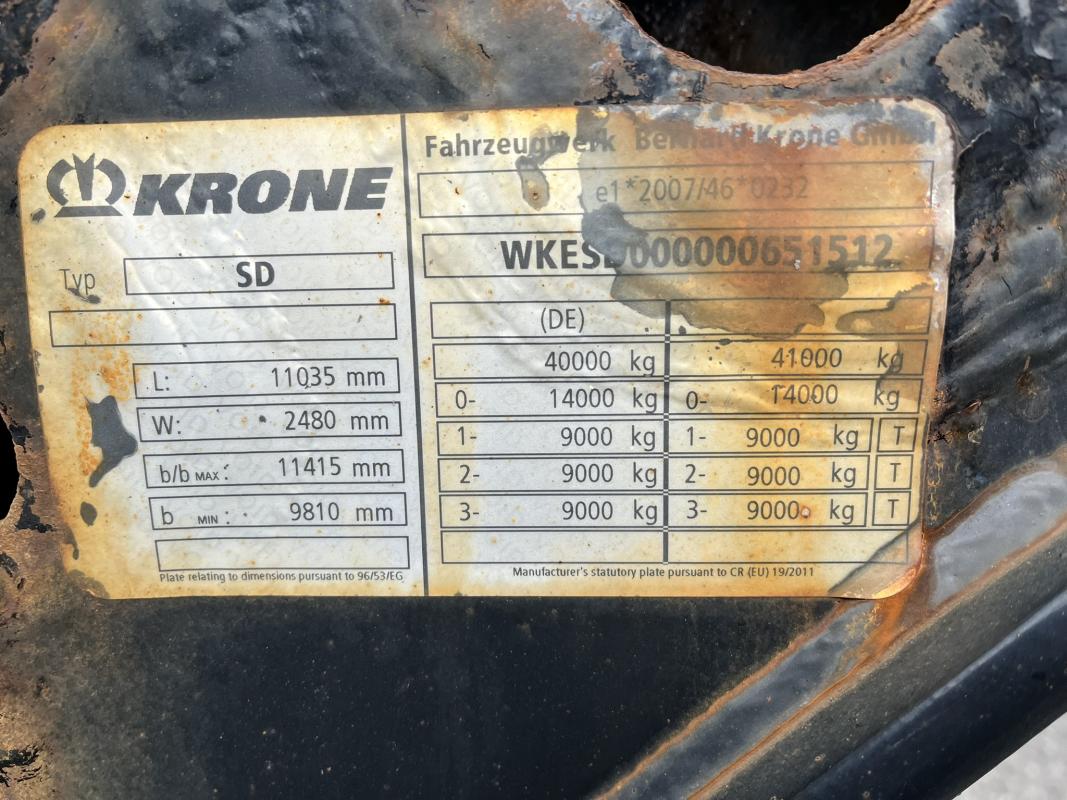 KRONE
Typ SD
L: 11035 mm
W: 2480 mm
b/b MAX : 11415 mm
b MIN : 9810 mm
Plate relating to dimensions pursuant to 96/53/EG
Fahrzeugwerk Bernard Krone GmbH
e1*2007/46*0232
WKESD000000651512
(DE)
40000 kg 41000 kg
0- 14000 kg 0- 14000 kg
1- 9000 kg 1- 9000 kg T
2- 9000 kg 2- 9000 kg T
3- 9000 kg 3- 9000 kg T
Manufacturer's statutory plate pursuant to CR (EU) 19/2011